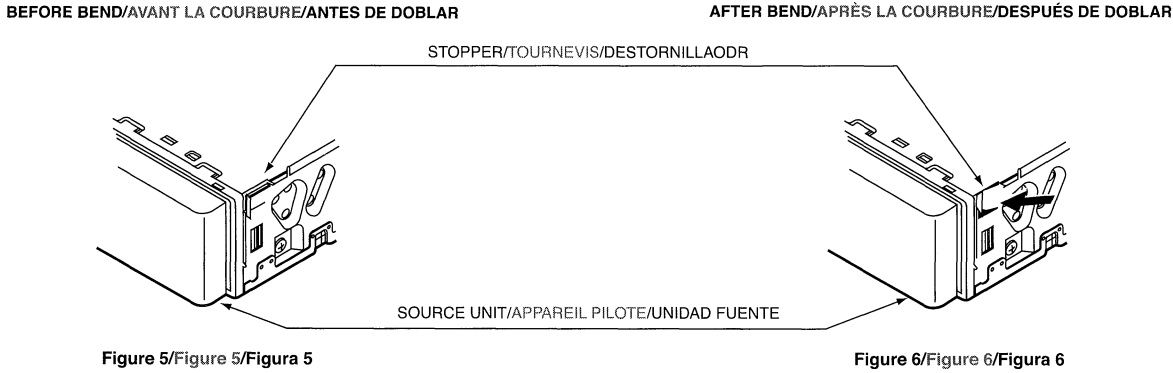 BEFORE BEND/AVANT LA COURBURE/ANTES DE DOBLAR
AFTER BEND/APRÈS LA COURBURE/DESPUÉS DE DOBLAR
STOPPER/TOURNEVIS/DESTORNILLAODR
SOURCE UNIT/APPAREIL PILOTE/UNIDAD FUENTE
Figure 5/Figure 5/Figura 5
Figure 6/Figure 6/Figura 6